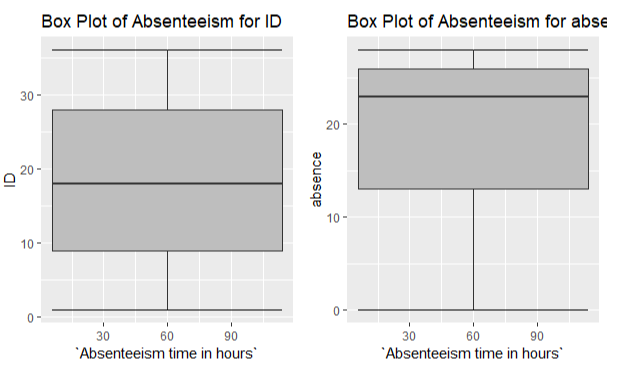 Box Plot of Absenteeism for ID
ID
30
20
10
0
30 60 90
`Absenteeism time in hours`
Box Plot of Absenteeism for abse
absence
20
10
0
30 60 90
`Absenteeism time in hours`